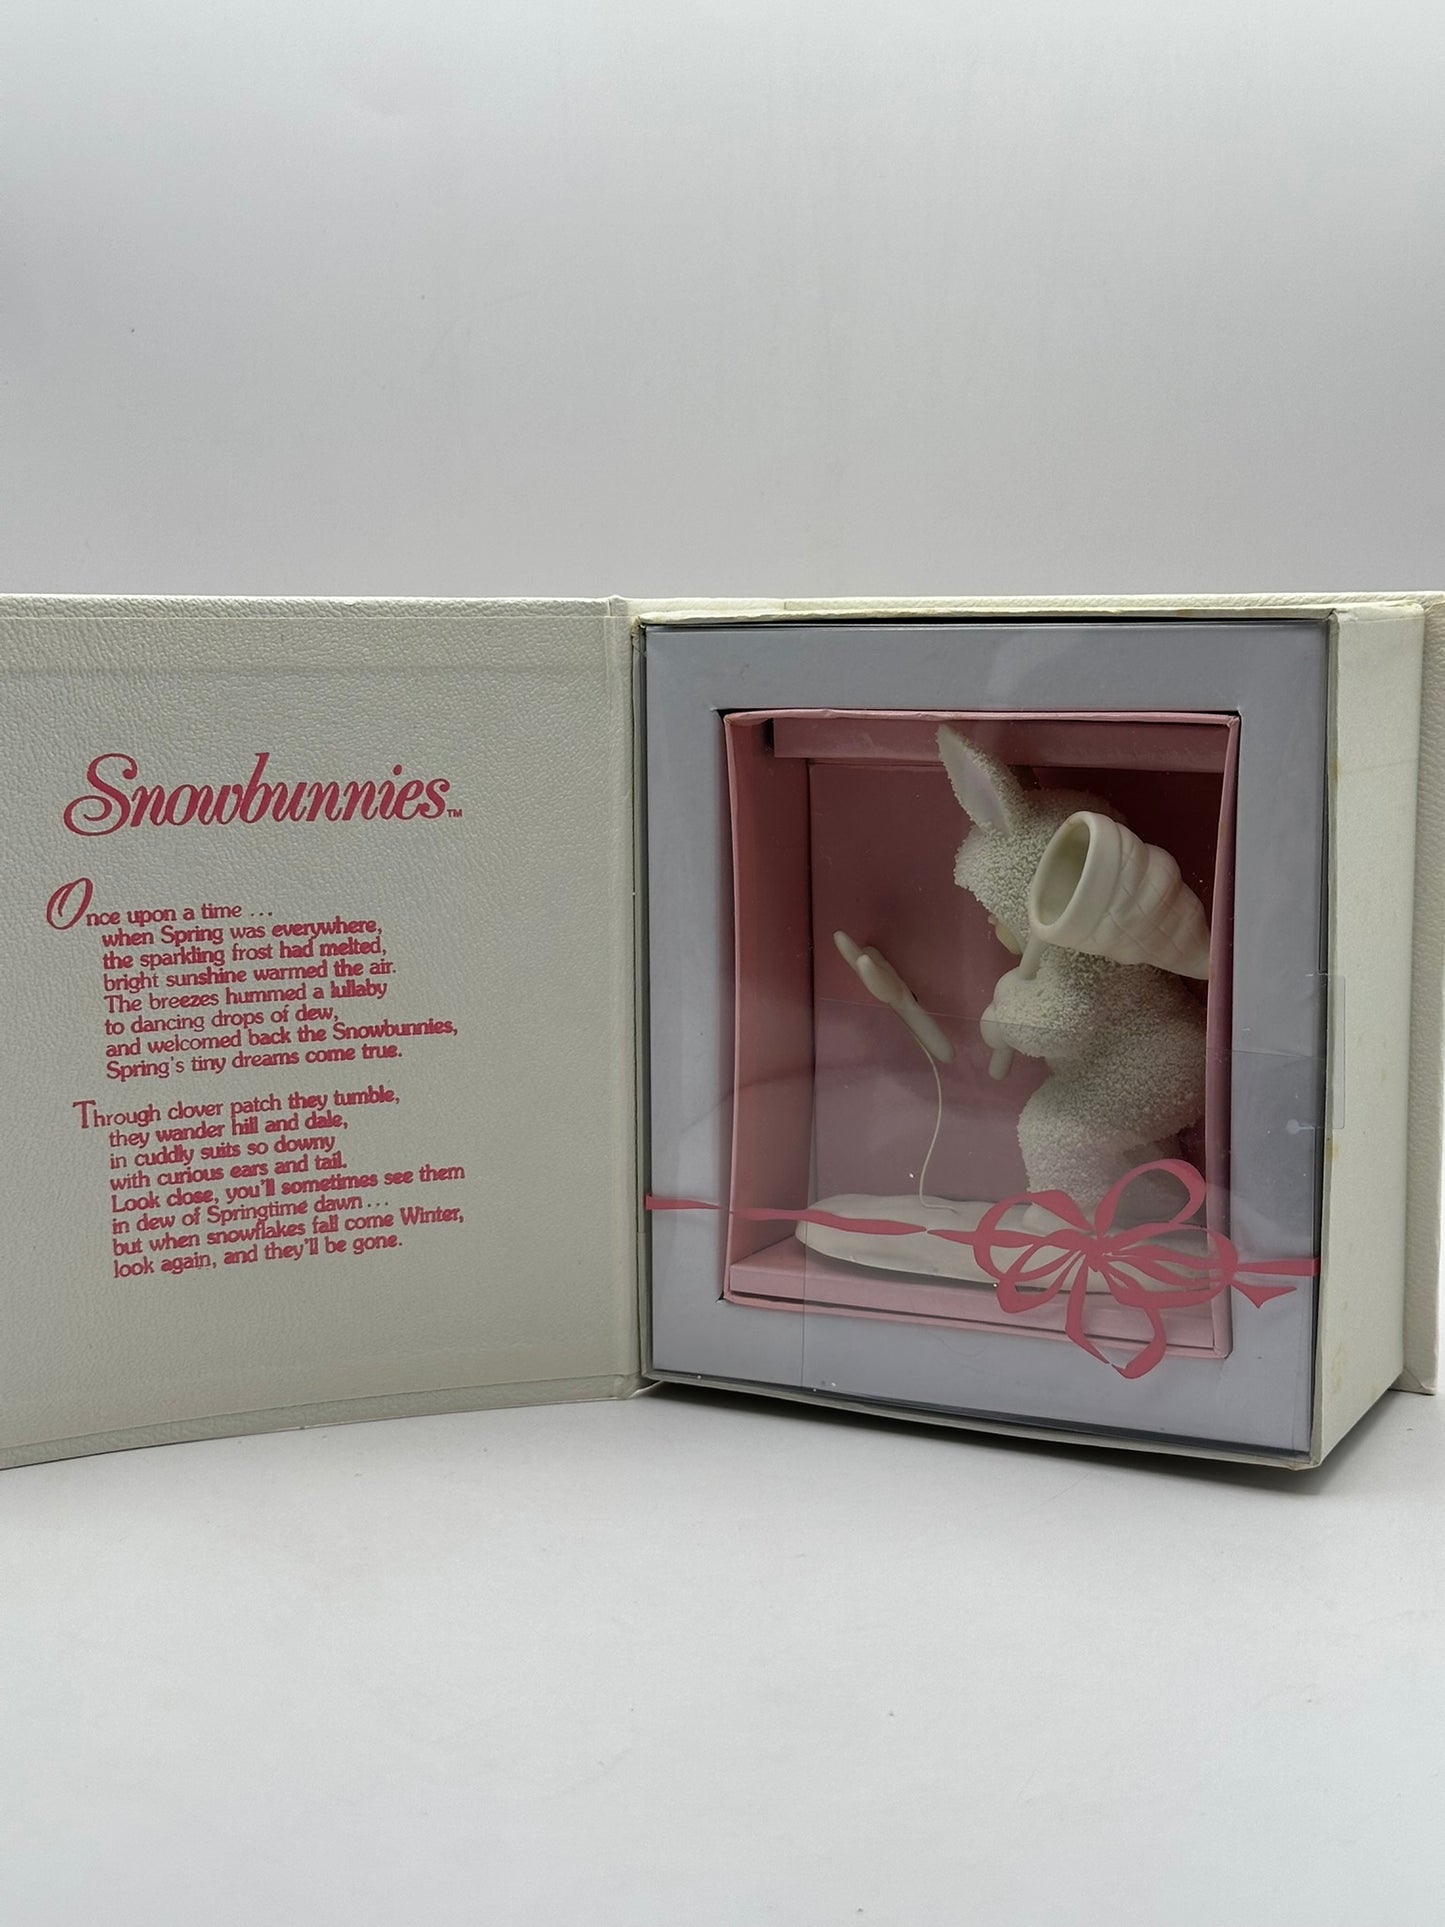 Snowbunnies™
Once upon a time ...
when Spring was everywhere,
the sparkling frost had melted,
bright sunshine warmed the air.
The breezes hummed a lullaby
to dancing drops of dew,
and welcomed back the Snowbunnies,
Spring's tiny dreams come true.
Through clover patch they tumble,
they wander hill and dale,
in cuddly suits so downy
with curious ears and tail.
Look close, you'll sometimes see them
in dew of Springtime dawn ...
but when snowflakes fall come Winter,
look again, and they'll be gone.